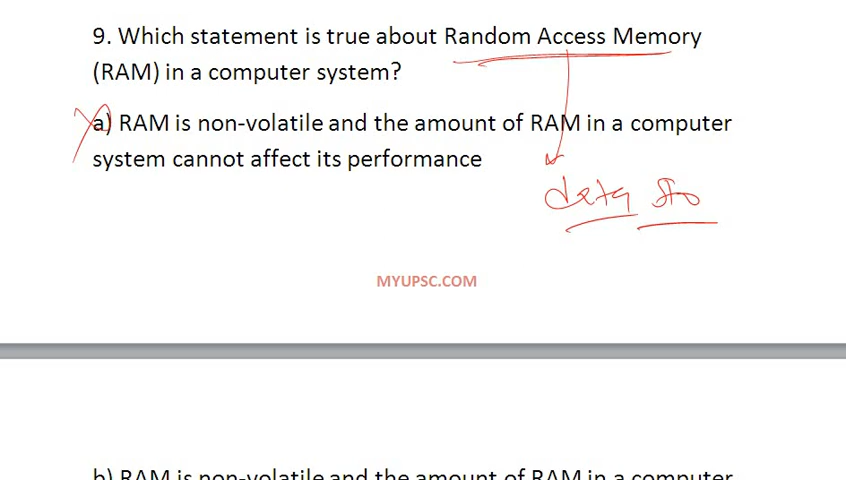 9. Which statement is true about Random Access Memory
(RAM) in a computer system?
a) RAM is non-volatile and the amount of RAM in a computer
system cannot affect its performance
data sto
MYUPSC.COM
b) RAM is non-volatile and the amount of RAM in a computer